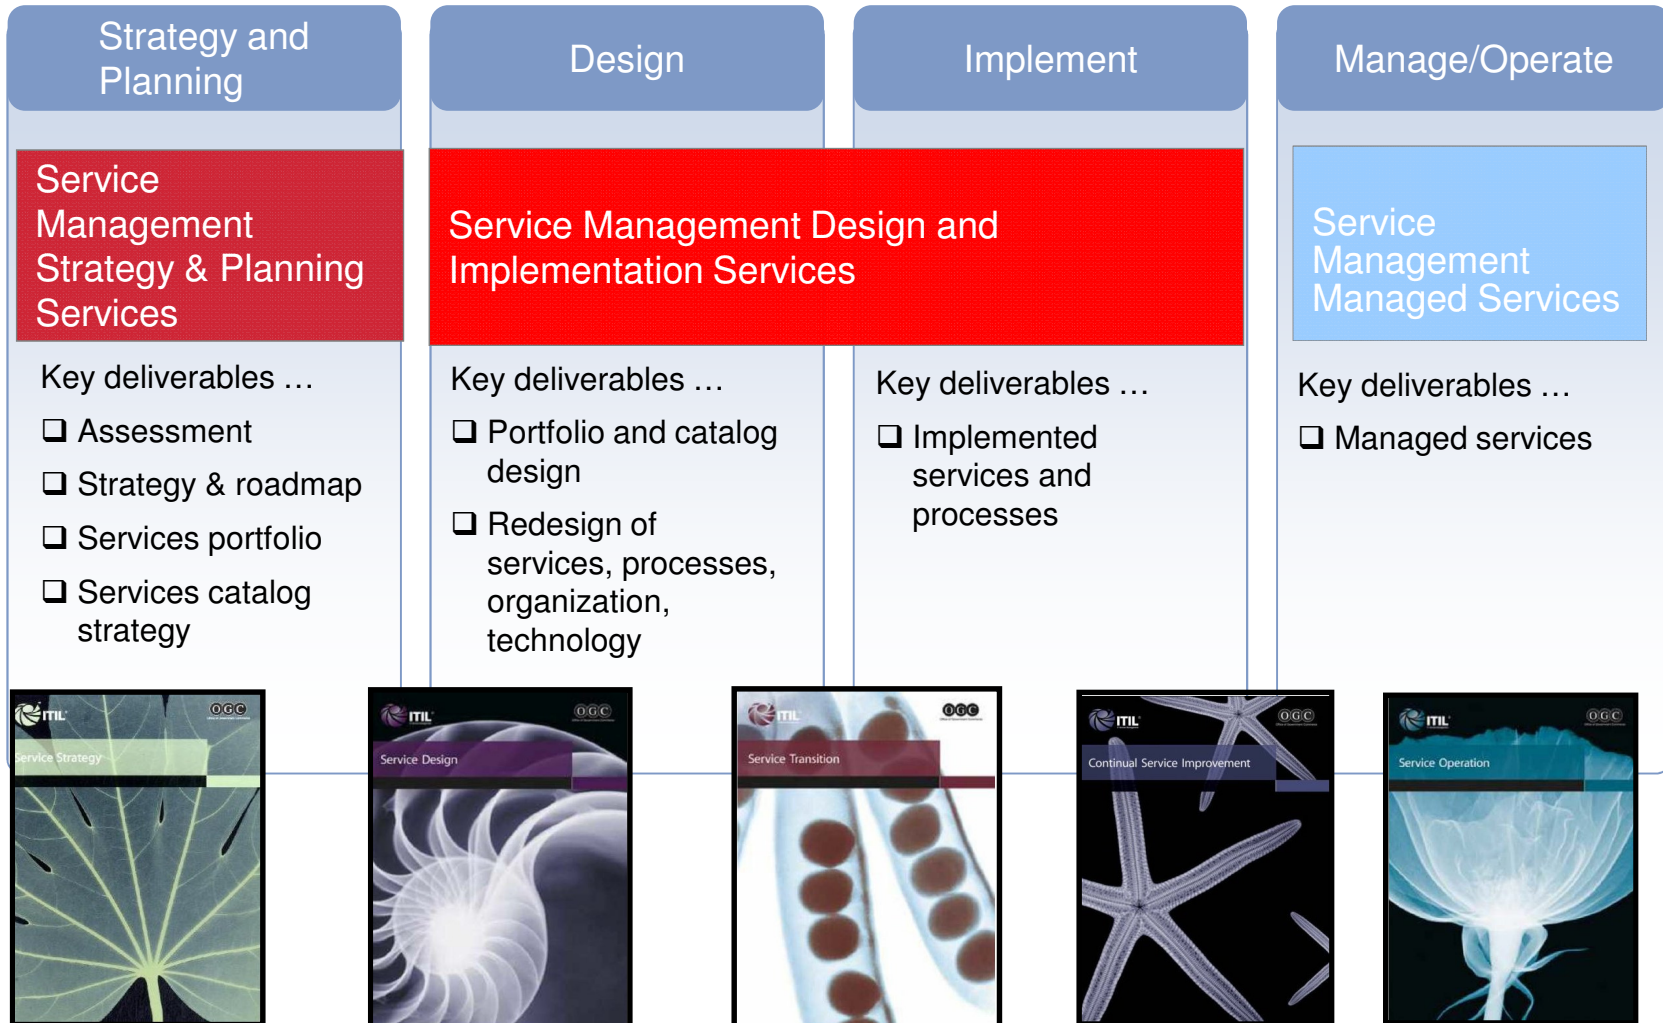 Strategy and
Planning
Design
Implement
Manage/Operate
Service
Management
Strategy & Planning
Services
Service Management Design and
Implementation Services
Service
Management
Managed Services
Key deliverables …
❑ Assessment
❑ Strategy & roadmap
❑ Services portfolio
❑ Services catalog
strategy
Key deliverables …
❑ Portfolio and catalog
design
❑ Redesign of
services, processes,
organization,
technology
Key deliverables …
❑ Implemented
services and
processes
Key deliverables …
❑ Managed services
ITIL
OGC
Service Strategy
ITIL
OGC
Service Design
ITIL
OGC
Service Transition
ITIL
OGC
Continual Service Improvement
ITIL
OGC
Service Operation